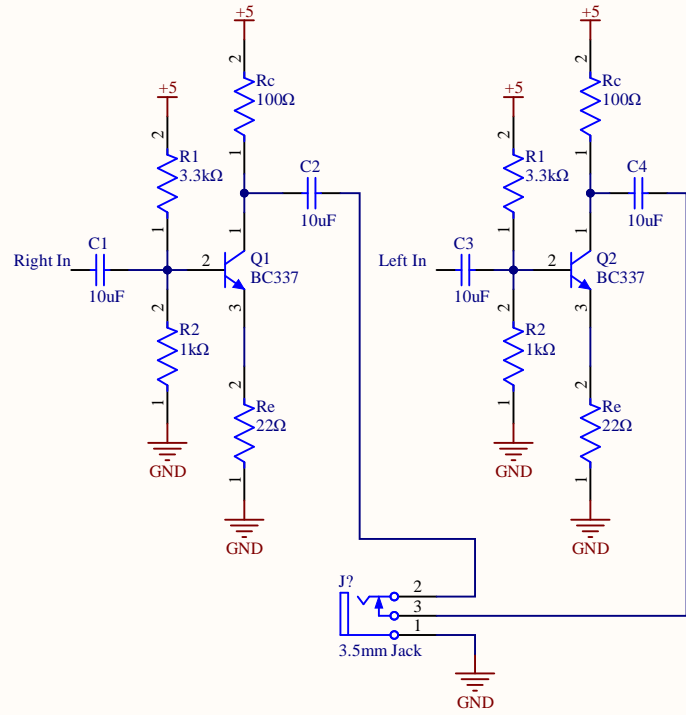 +5
2
Rc
100Ω
1
+5
2
R1
3.3kΩ
1
C2
10uF
1
Right In
C1
10uF
2
Q1
BC337
3
2
R2
1kΩ
1
GND
2
Re
22Ω
1
GND
+5
2
Rc
100Ω
1
+5
2
R1
3.3kΩ
1
C4
10uF
1
Left In
C3
10uF
2
Q2
BC337
3
2
R2
1kΩ
1
GND
2
Re
22Ω
1
GND
J?
2
3
1
3.5mm Jack
GND